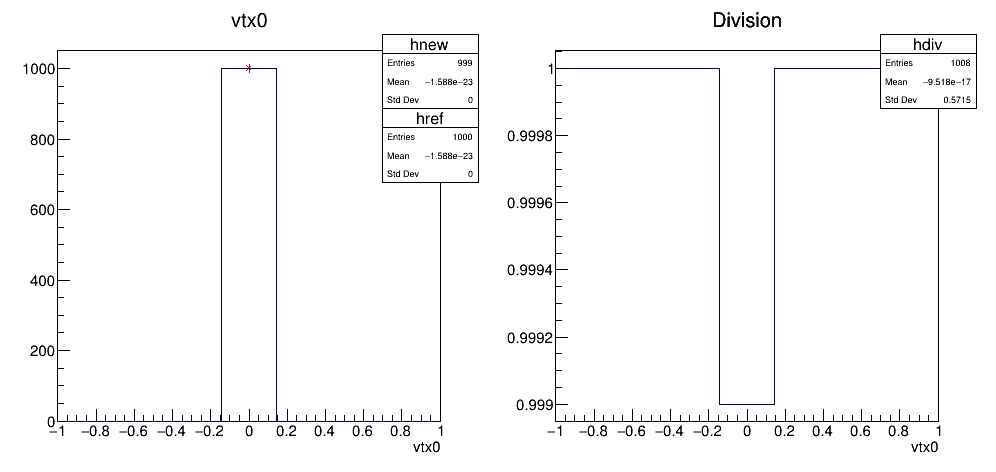 vtx0
hnew
Entries 999
Mean −1.588e−23
Std Dev 0
href
Entries 1000
Mean −1.588e−23
Std Dev 0
1000
800
600
400
200
0
−1 −0.8 −0.6 −0.4 −0.2 0 0.2 0.4 0.6 0.8 1
vtx0
Division
hdiv
Entries 1008
Mean −9.518e−17
Std Dev 0.5715
1
0.9998
0.9996
0.9994
0.9992
0.999
−1 −0.8 −0.6 −0.4 −0.2 0 0.2 0.4 0.6 0.8 1
vtx0